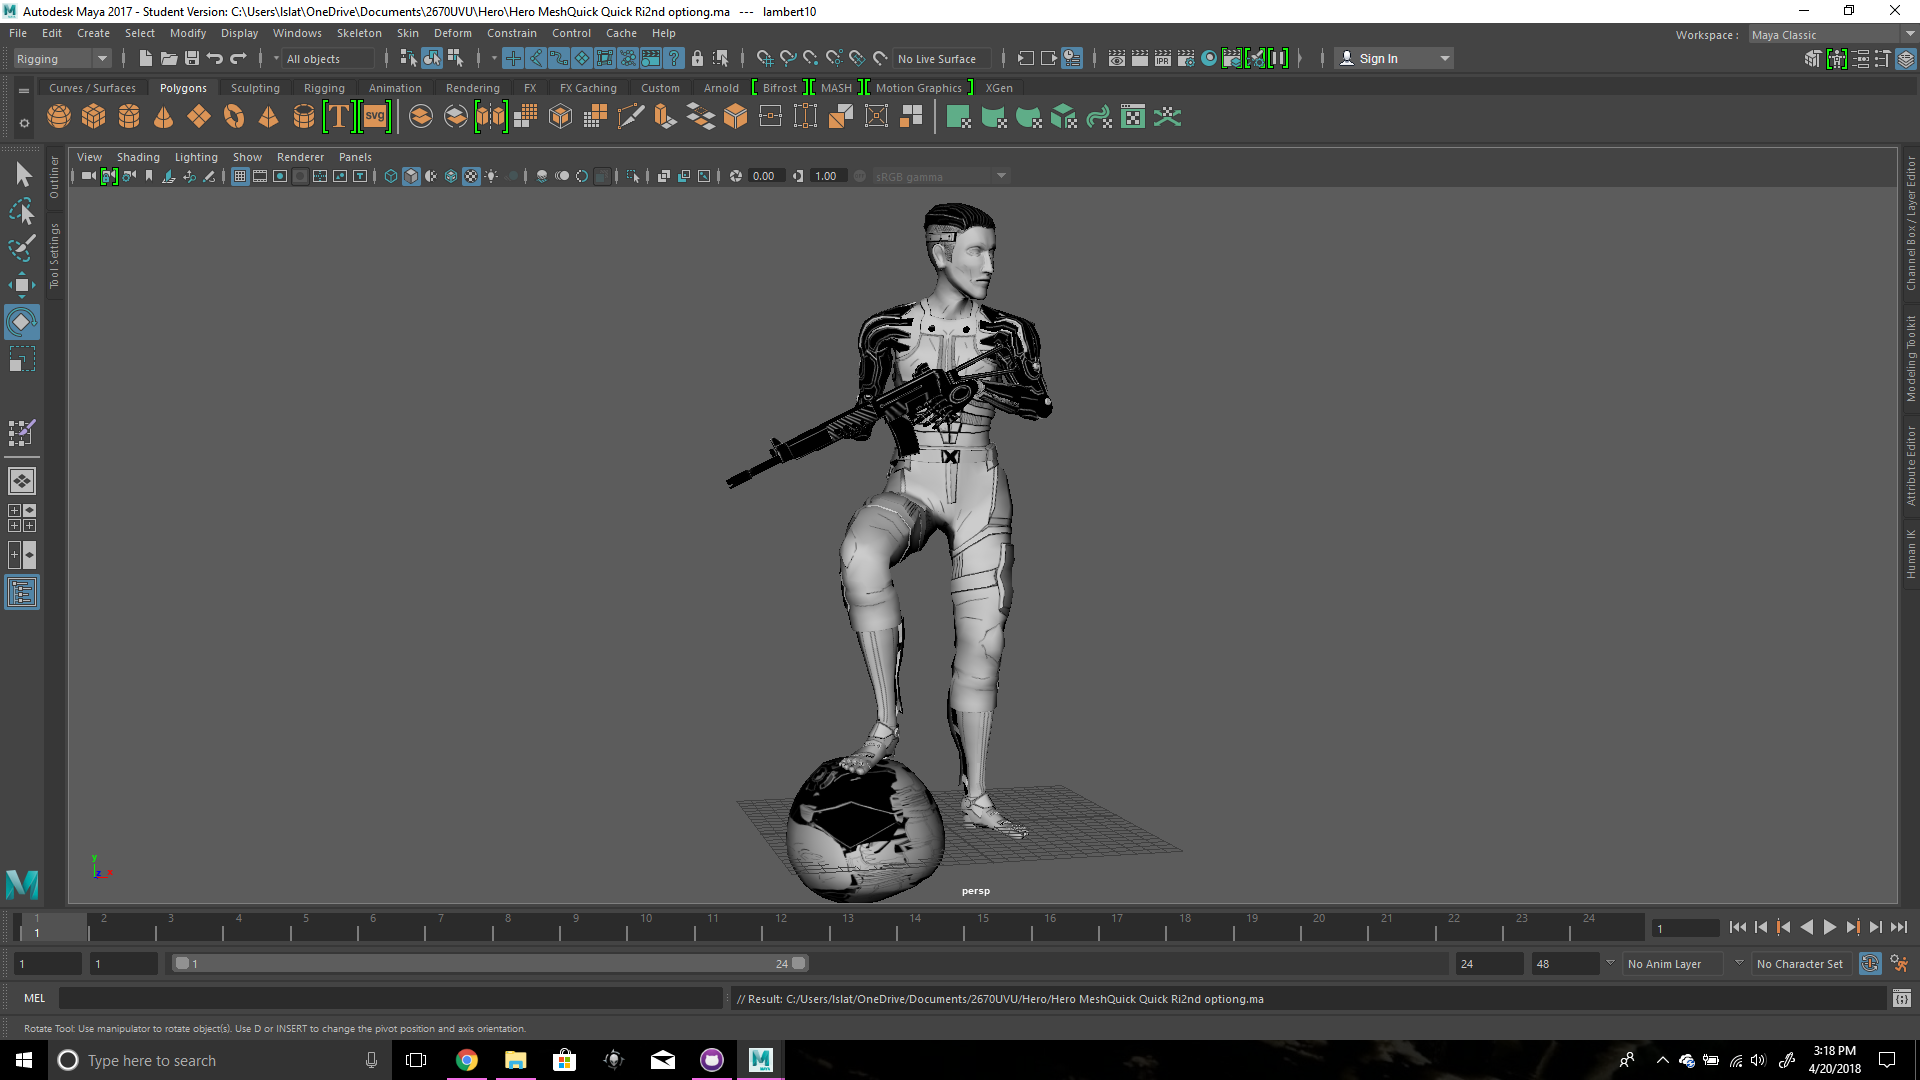 Autodesk Maya 2017 - Student Version: C:\Users\Islat\OneDrive\Documents\2670UVU\Hero\Hero MeshQuick Quick Ri2nd optiong.ma --- lambert10
File Edit Create Select Modify Display Windows Skeleton Skin Deform Constrain Control Cache Help
Workspace : Maya Classic
Rigging All objects No Live Surface IPR Sign In
Curves / Surfaces Polygons Sculpting Rigging Animation Rendering FX FX Caching Custom Arnold Bifrost MASH Motion Graphics XGen
T svg
View Shading Lighting Show Renderer Panels
0.00 1.00 sRGB gamma
Outliner
Tool Settings
Channel Box / Layer Editor
Modeling Toolkit
Attribute Editor
Human IK
X
y
z x
persp
1 2 3 4 5 6 7 8 9 10 11 12 13 14 15 16 17 18 19 20 21 22 23 24
1 1
1 1 1 24 24 48 No Anim Layer No Character Set
MEL // Result: C:/Users/Islat/OneDrive/Documents/2670UVU/Hero/Hero MeshQuick Quick Ri2nd optiong.ma
Rotate Tool: Use manipulator to rotate object(s). Use D or INSERT to change the pivot position and axis orientation.
Type here to search
3:18 PM
4/20/2018